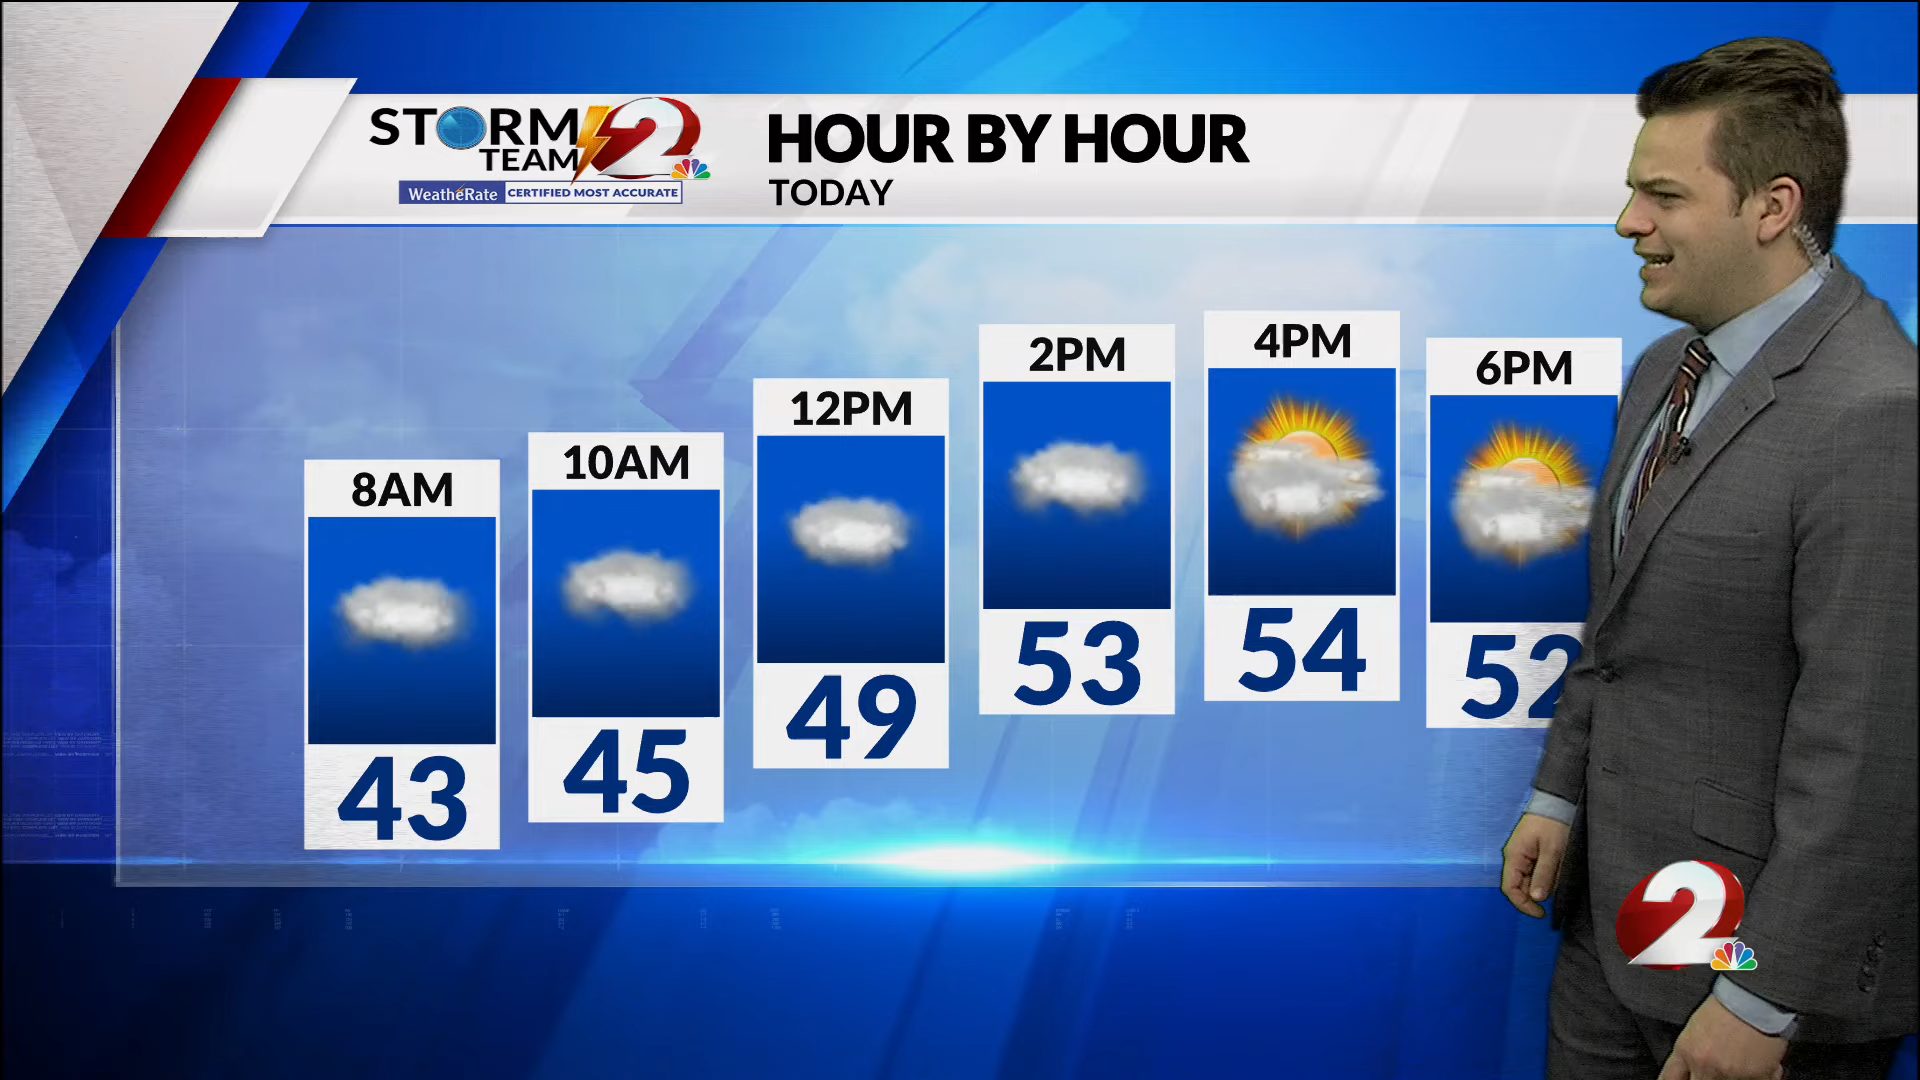 STORM
TEAM 2
WeatheRate CERTIFIED MOST ACCURATE
HOUR BY HOUR
TODAY
8AM
43
10AM
45
12PM
49
2PM
53
4PM
54
6PM
52
2